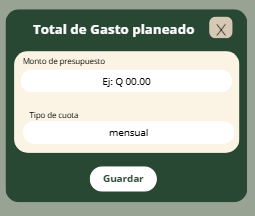 Total de Gasto planeado
X
Monto de presupuesto
Ej: Q 00.00
Tipo de cuota
mensual
Guardar